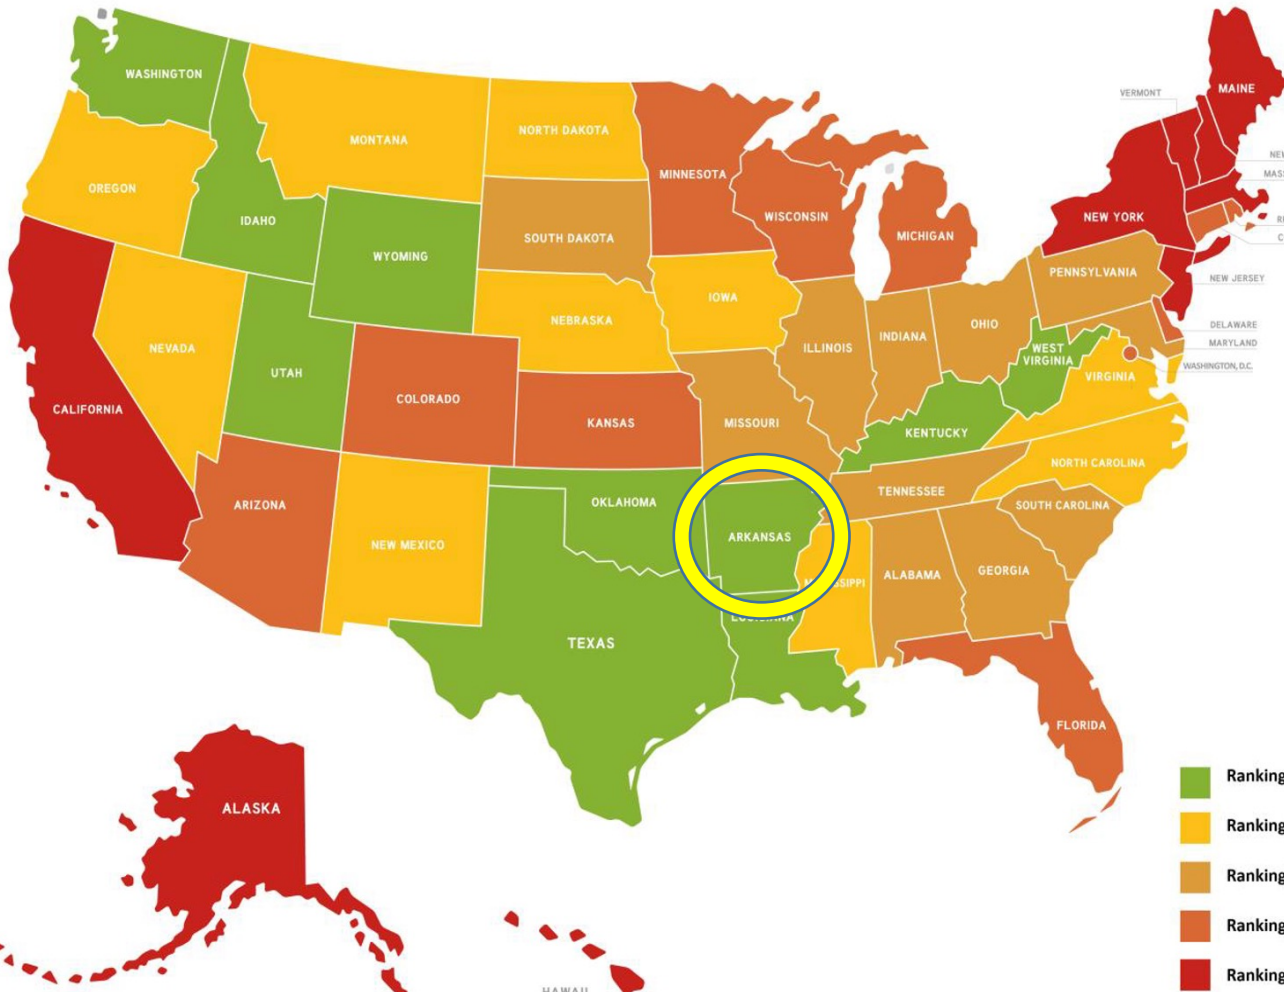 WASHINGTON
MONTANA
NORTH DAKOTA
MINNESOTA
VERMONT
MAINE
OREGON
IDAHO
WYOMING
SOUTH DAKOTA
WISCONSIN
MICHIGAN
NEW YORK
NEW
MASS
R
C
PENNSYLVANIA
NEW JERSEY
NEVADA
UTAH
COLORADO
NEBRASKA
IOWA
ILLINOIS
INDIANA
OHIO
WEST
VIRGINIA
VIRGINIA
DELAWARE
MARYLAND
WASHINGTON, D.C.
CALIFORNIA
KANSAS
MISSOURI
KENTUCKY
ARIZONA
NEW MEXICO
OKLAHOMA
ARKANSAS
TENNESSEE
NORTH CAROLINA
SOUTH CAROLINA
TEXAS
SSIPPI
ALABAMA
GEORGIA
FLORIDA
ALASKA
Ranking
Ranking
Ranking
Ranking
Ranking